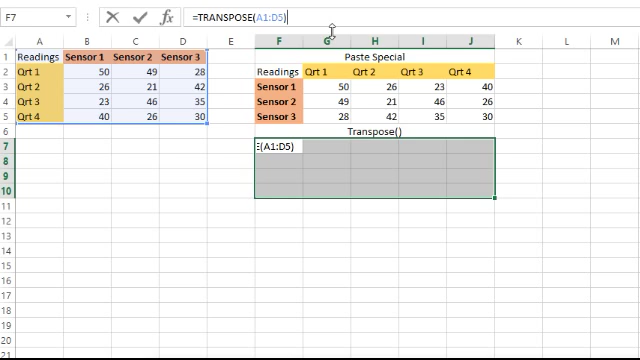 F7 fx =TRANSPOSE(A1:D5)
A B C D E F G H I J K L M
1 Readings Sensor 1 Sensor 2 Sensor 3 Paste Special
2 Qrt 1 50 49 28 Readings Qrt 1 Qrt 2 Qrt 3 Qrt 4
3 Qrt 2 26 21 42 Sensor 1 50 26 23 40
4 Qrt 3 23 46 35 Sensor 2 49 21 46 26
5 Qrt 4 40 26 30 Sensor 3 28 42 35 30
6 Transpose()
7 E(A1:D5)
8
9
10
11
12
13
14
15
16
17
18
19
20
21